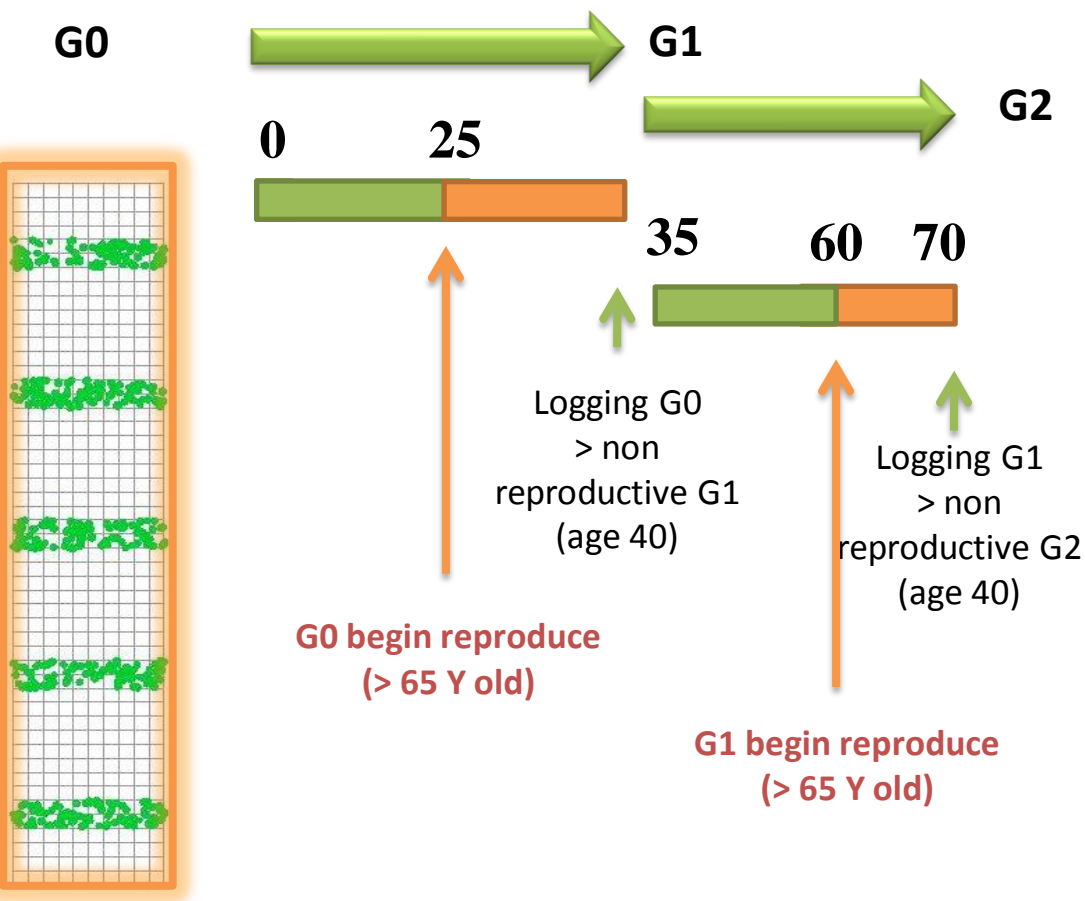 G0
G1
G2
0
25
35
60
70
Logging G0
> non
reproductive G1
(age 40)
Logging G1
> non
reproductive G2
(age 40)
G0 begin reproduce
(> 65 Y old)
G1 begin reproduce
(> 65 Y old)